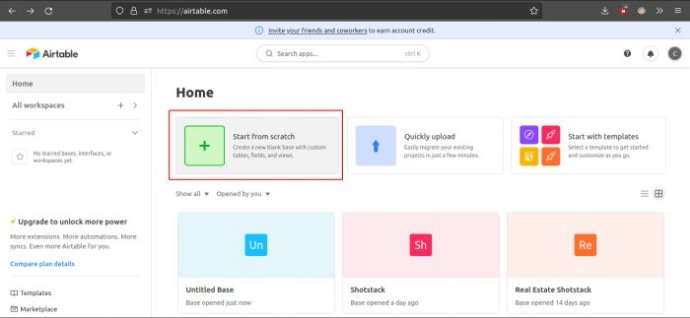 https://airtable.com
Invite your friends and coworkers to earn account credit.
Airtable
Search apps...
ctrl K
C
Home
All workspaces
Starred
No starred bases, interfaces, or
workspaces yet
Upgrade to unlock more power
More extensions. More automations. More
syncs. Even more Airtable for you.
Compare plan details
Templates
Marketplace
Home
Start from scratch
Create a new blank base with custom
tables, fields, and views.
Quickly upload
Easily migrate your existing
projects in just a few minutes.
Start with templates
Select a template to get started
and customize as you go.
Show all
Opened by you
Un
Untitled Base
Base opened just now
Sh
Shotstack
Base opened a day ago
Re
Real Estate Shotstack
Base opened 14 days ago